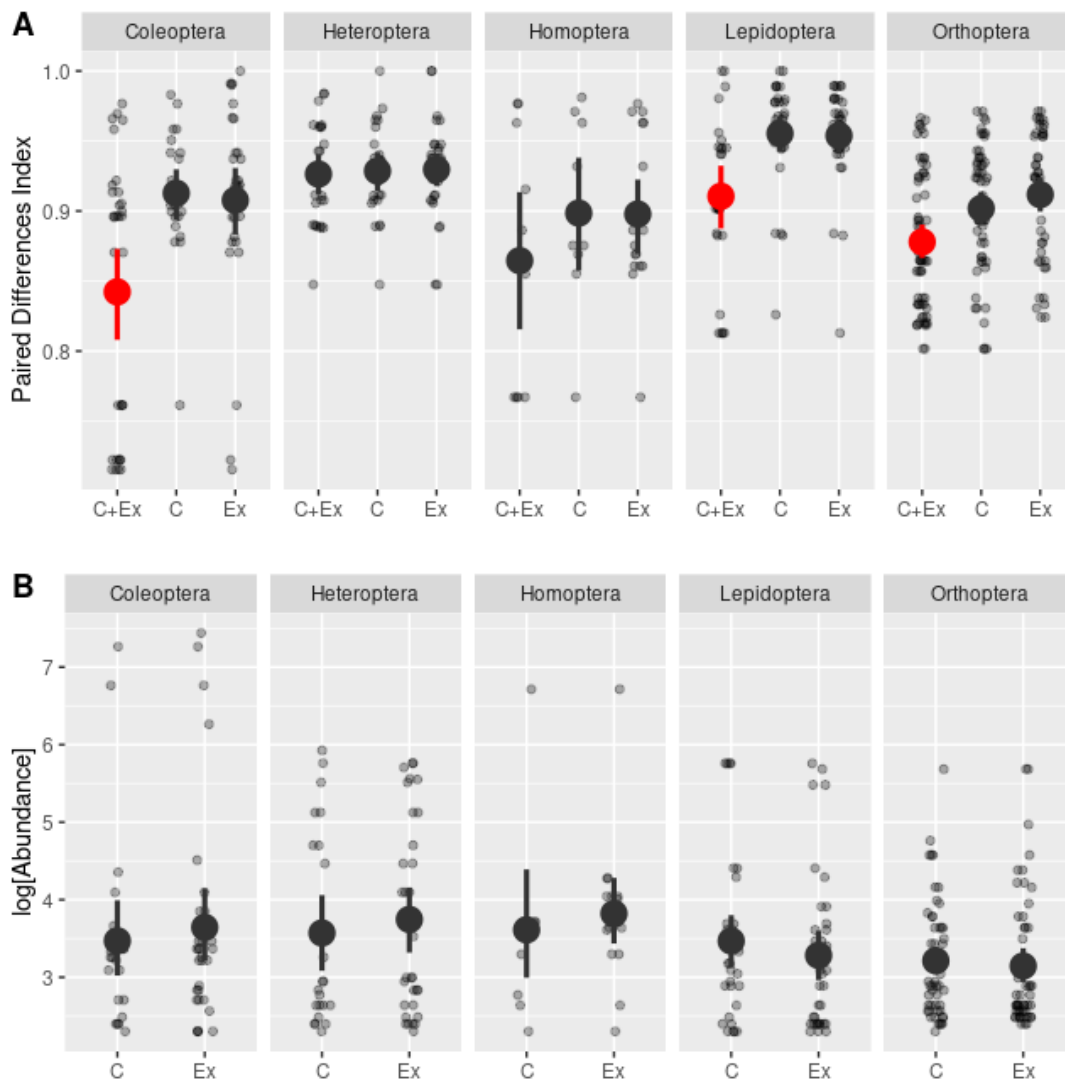 A
Coleoptera Heteroptera Homoptera Lepidoptera Orthoptera
Paired Differences Index
1.0
0.9
0.8
C+Ex C Ex C+Ex C Ex C+Ex C Ex C+Ex C Ex C+Ex C Ex
B
Coleoptera Heteroptera Homoptera Lepidoptera Orthoptera
log[Abundance]
7
6
5
4
3
C Ex C Ex C Ex C Ex C Ex